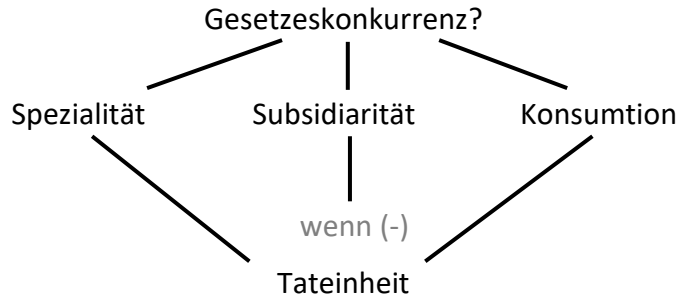 Gesetzeskonkurrenz?
Spezialität Subsidiarität Konsumtion
wenn (-)
Tateinheit